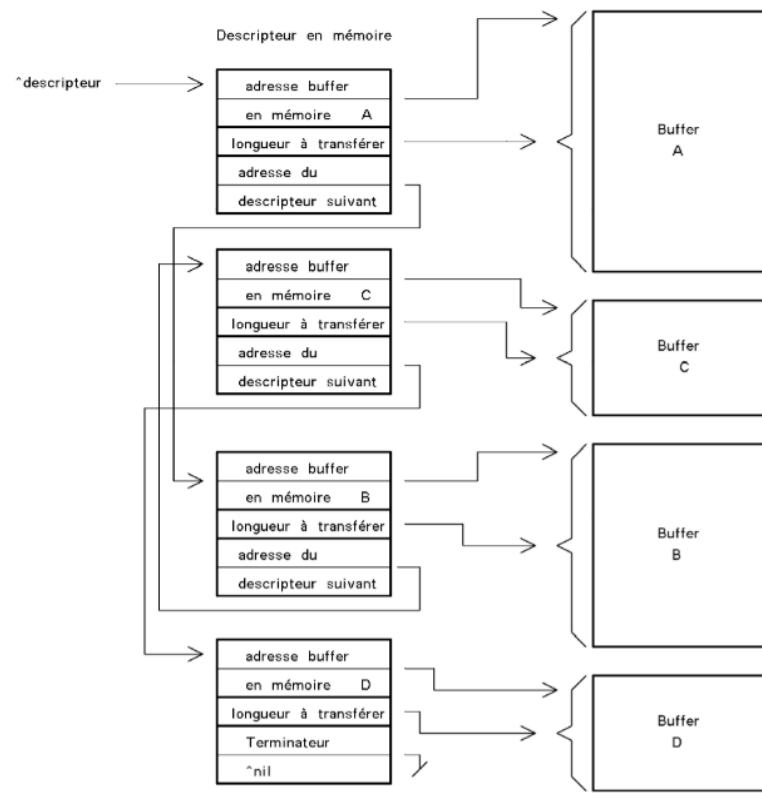 Descripteur en mémoire
^descripteur
adresse buffer
en mémoire A
longueur à transférer
adresse du
descripteur suivant
Buffer
A
adresse buffer
en mémoire C
longueur à transférer
adresse du
descripteur suivant
Buffer
C
adresse buffer
en mémoire B
longueur à transférer
adresse du
descripteur suivant
Buffer
B
adresse buffer
en mémoire D
longueur à transférer
Terminateur
^nil
Buffer
D